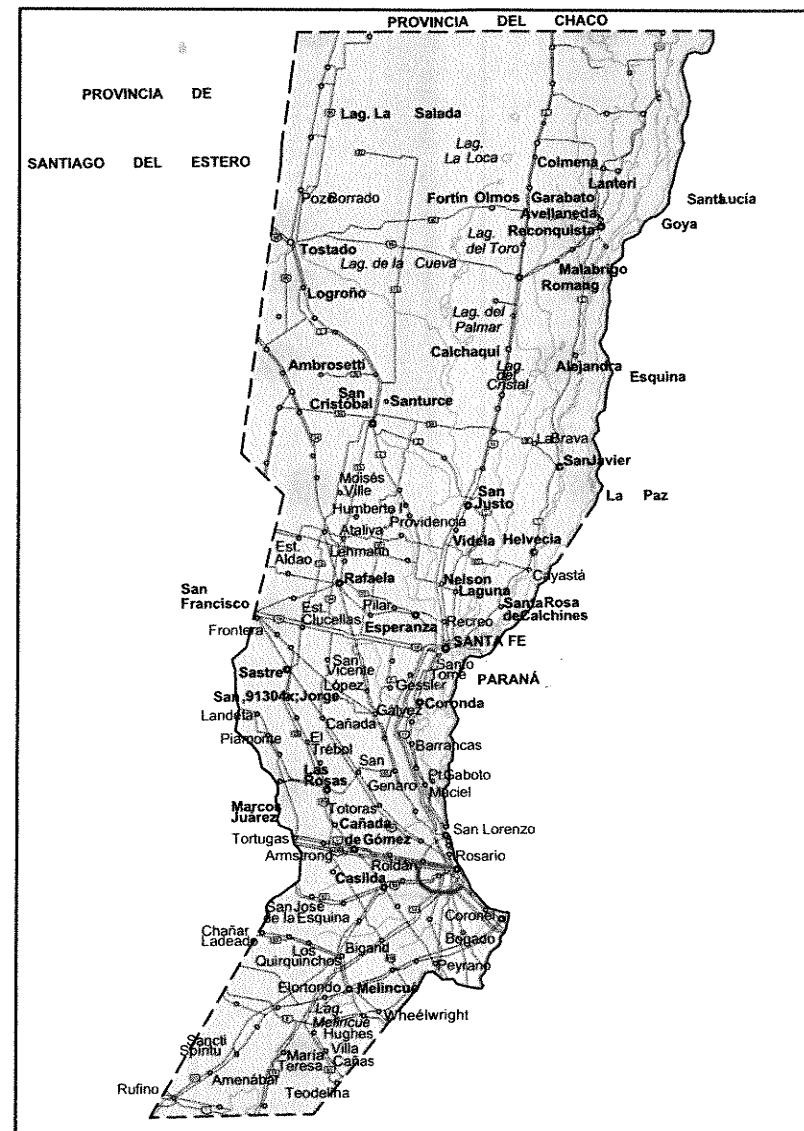 PROVINCIA DEL CHACO
PROVINCIA DE
SANTIAGO DEL ESTERO
Lag. La Salada
Lag.
La Loca
Colmena
Lanteri
Pozo Borrado
Fortín Olmos
Garabato
Avellaneda
Reconquista
Santa Lucía
Goya
Tostado
Lag.
del Toro
Lag. de la Cueva
Malabrigo
Romang
Logroño
Lag. del
Palmar
Calchaqui
Ambrosetti
Lag.
del
Cristal
Alejandra
Esquina
San
Cristóbal
Santurce
La Brava
San Javier
Moisés
Ville
San
Justo
La Paz
Humberto I
Providencia
Ataliva
Videla
Helvecia
Est.
Aldao
Lehmann
Cayastá
Rafaela
Nelson
Laguna
San
Francisco
Est.
Clucellas
Pilar
Santa Rosa
de Calchines
Esperanza
Recreo
Frontera
SANTA FE
San
Vicente
Santo
Tomé
Sastre
López
Gessler
PARANÁ
San ,91304x;Jorge
Coronda
Landeta
Cañada
Gálvez
Piamonte
El
Trébol
Barrancas
Las
Rosas
San
Genaro
Pt.Gaboto
Maciel
Marcos
Juárez
Totoras
Cañada
de Gómez
San Lorenzo
Tortugas
Armstrong
Roldán
Rosario
Casilda
San José
de la Esquina
Coronel
Bogado
Chañar
Ladeado
Los
Quirquinchos
Bigand
Peyrano
Elortondo
Melincué
Lag.
Melincué
Wheelwright
Hughes
Sancti
Spiritu
María
Teresa
Villa
Cañas
Rufino
Amenábar
Teodelina